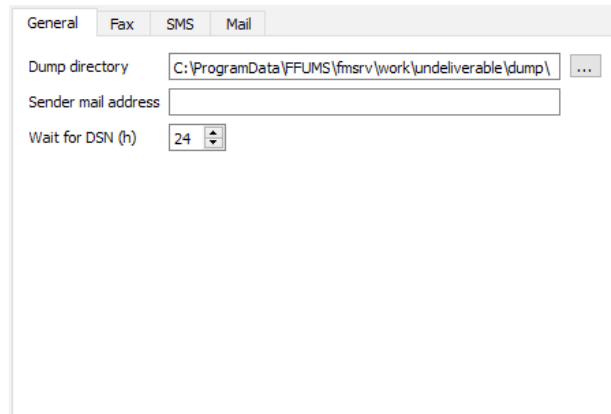 General Fax SMS Mail
Dump directory C:\ProgramData\FFUMS\fmsrv\work\undeliverable\dump\ ...
Sender mail address
Wait for DSN (h) 24